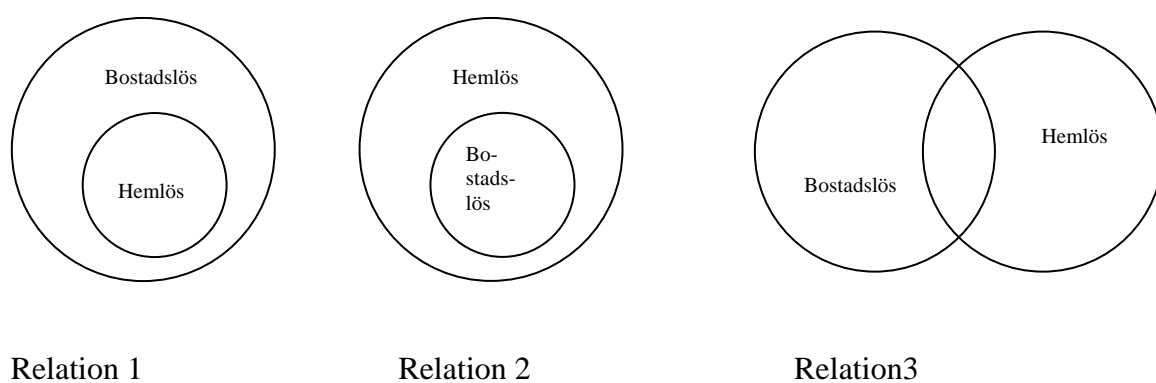 Bostadslös
Hemlös
Hemlös
Bo-
stads-
lös
Hemlös
Bostadslös
Relation 1
Relation 2
Relation3